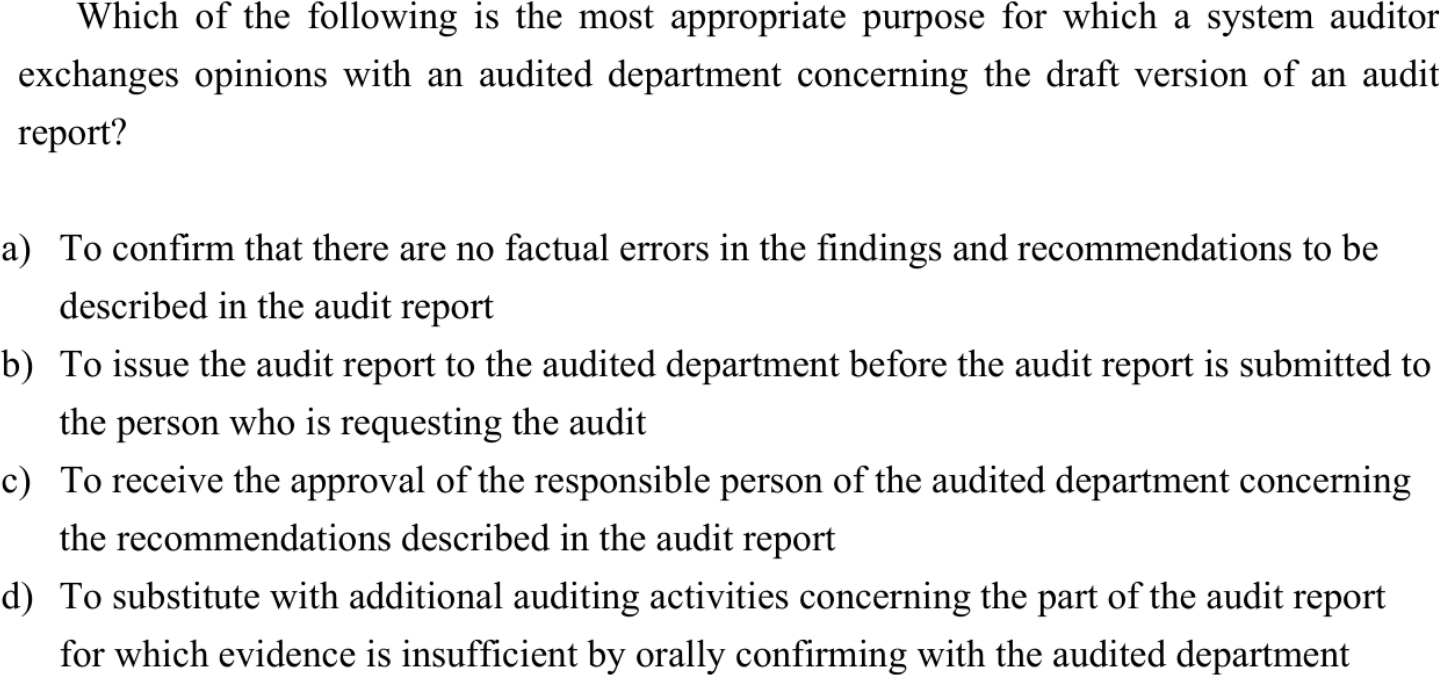 Which of the following is the most appropriate purpose for which a system auditor
exchanges opinions with an audited department concerning the draft version of an audit
report?
a) To confirm that there are no factual errors in the findings and recommendations to be
described in the audit report
b) To issue the audit report to the audited department before the audit report is submitted to
the person who is requesting the audit
c) To receive the approval of the responsible person of the audited department concerning
the recommendations described in the audit report
d) To substitute with additional auditing activities concerning the part of the audit report
for which evidence is insufficient by orally confirming with the audited department